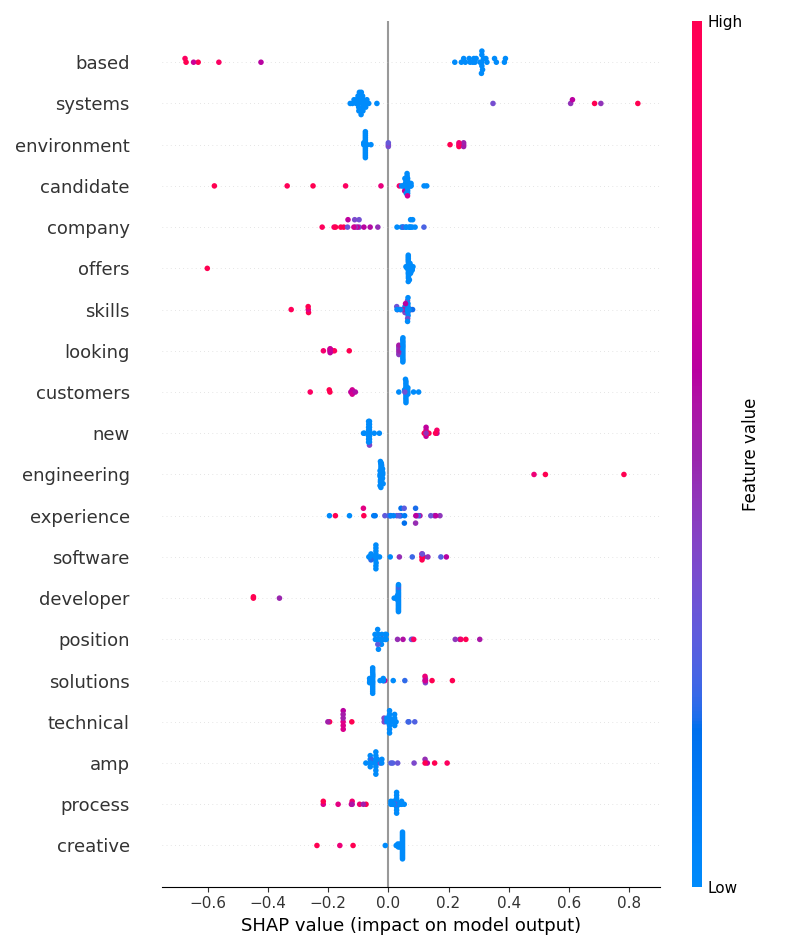 High
based
systems
environment
candidate
company
offers
skills
looking
customers
new
engineering
experience
software
developer
position
solutions
technical
amp
process
creative
Feature value
Low
−0.6 −0.4 −0.2 0.0 0.2 0.4 0.6 0.8
SHAP value (impact on model output)